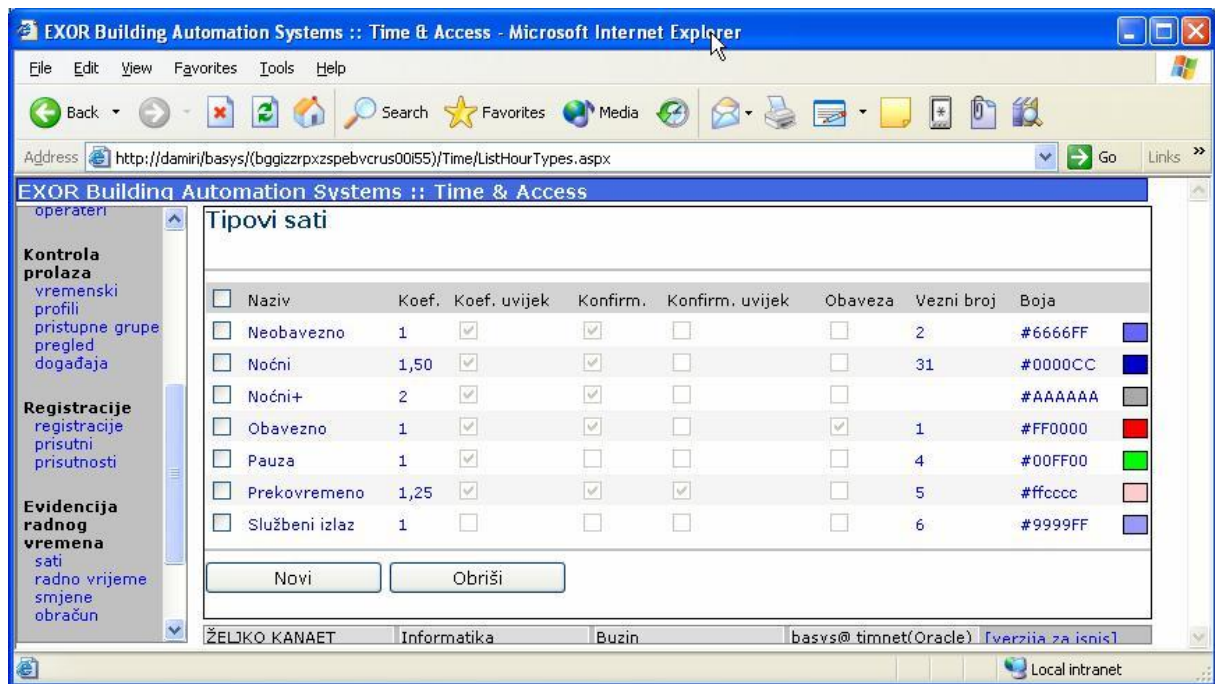 EXOR Building Automation Systems :: Time & Access - Microsoft Internet Explorer
File Edit View Favorites Tools Help
Back Search Favorites Media
Address http://damiri/basys/(bggizzrpxzspebvcrus00i55)/Time/ListHourTypes.aspx Go Links »
EXOR Building Automation Systems :: Time & Access
operateri
Kontrola
prolaza
vremenski
profili
pristupne grupe
pregled
događaja
Registracije
registracije
prisutni
prisutnosti
Evidencija
radnog
vremena
sati
radno vrijeme
smjene
obračun
Tipovi sati
Naziv Koef. Koef. uvijek Konfirm. Konfirm. uvijek Obaveza Vezni broj Boja
Neobavezno 1 2 #6666FF
Noćni 1,50 31 #0000CC
Noćni+ 2 #AAAAAA
Obavezno 1 1 #FF0000
Pauza 1 4 #00FF00
Prekovremeno 1,25 5 #ffcccc
Službeni izlaz 1 6 #9999FF
Novi Obriši
ŽELJKO KANAET Informatika Buzin basys@timnet(Oracle) [verzija za ispis]
Local intranet